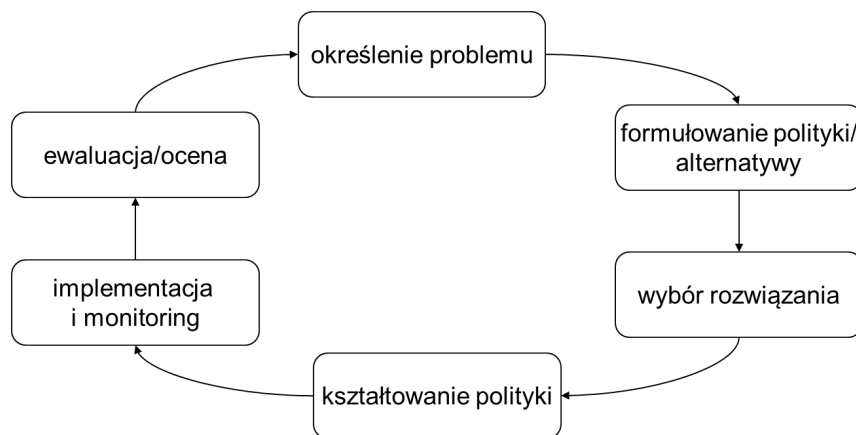 określenie problemu
formułowanie polityki/
alternatywy
wybór rozwiązania
kształtowanie polityki
implementacja
i monitoring
ewaluacja/ocena